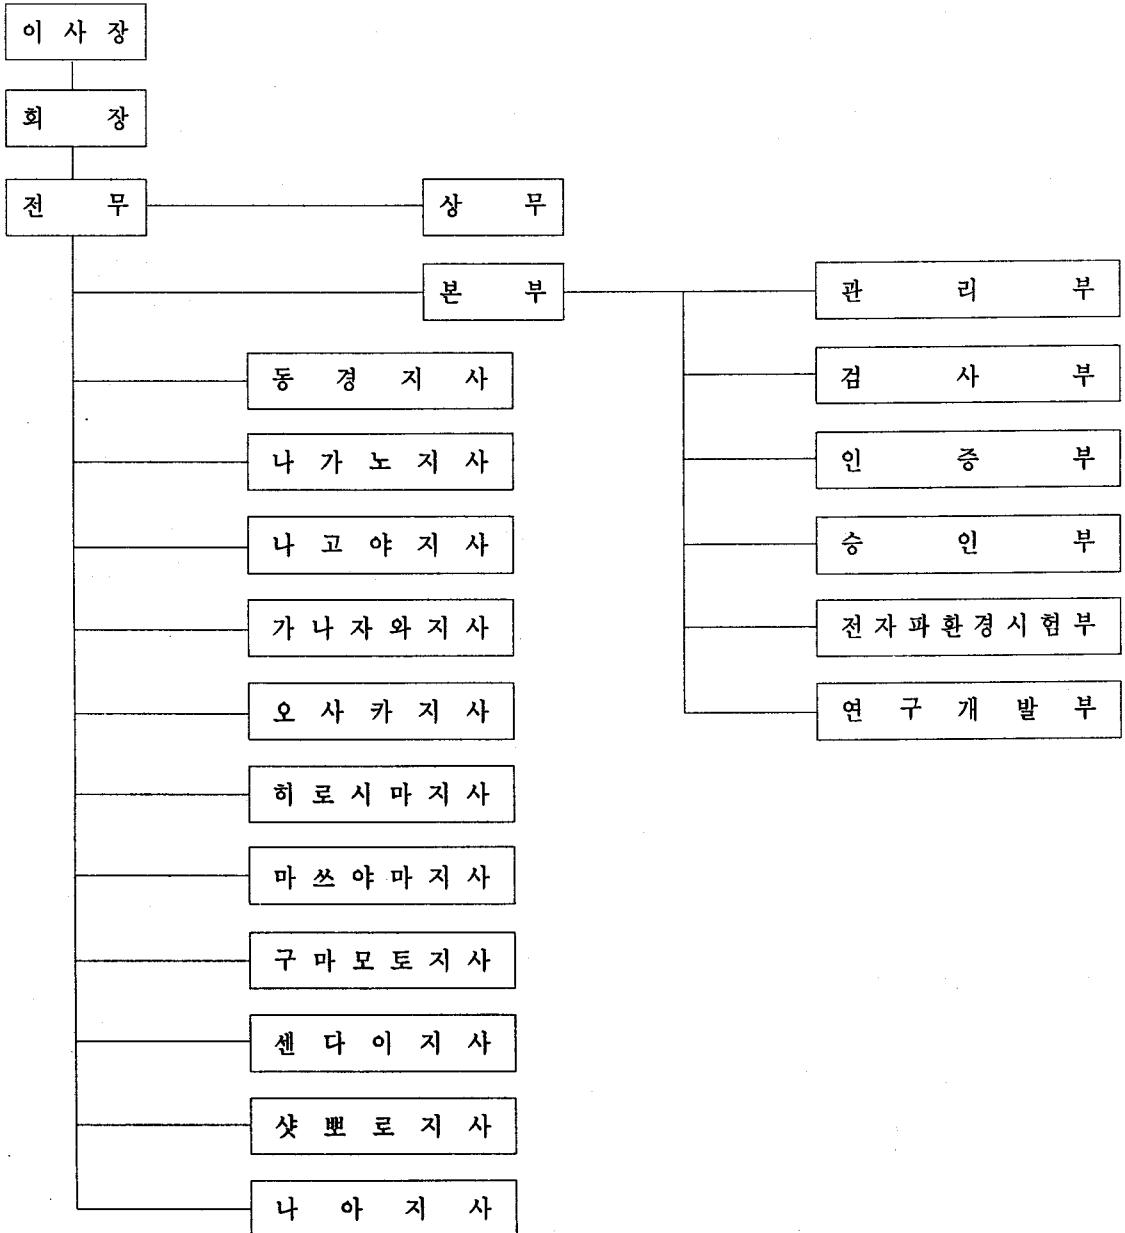 이사장
회장
전무
상무
본부
관리부
검사부
인증부
승인부
전자파환경시험부
연구개발부
동경지사
나가노지사
나고야지사
가나자와지사
오사카지사
히로시마지사
마쓰야마지사
구마모토지사
센다이지사
샷뽀로지사
나아지사